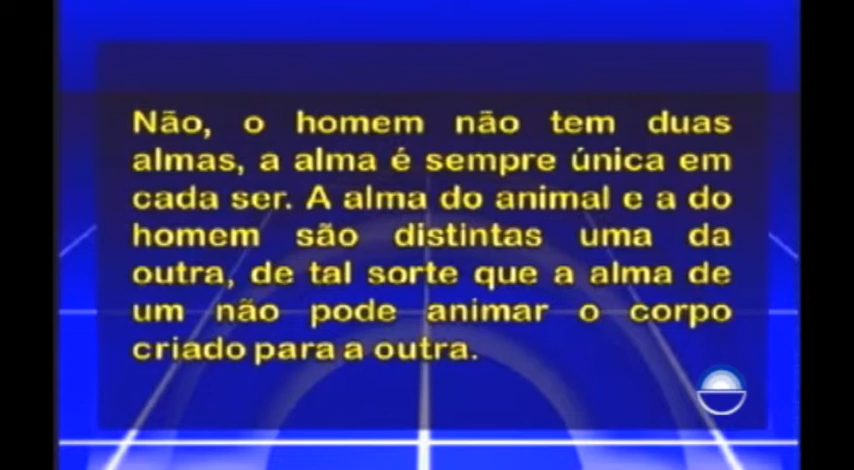 Não, o homem não tem duas
almas, a alma é sempre única em
cada ser. A alma do animal e a do
homem são distintas uma da
outra, de tal sorte que a alma de
um não pode animar o corpo
criado para a outra.